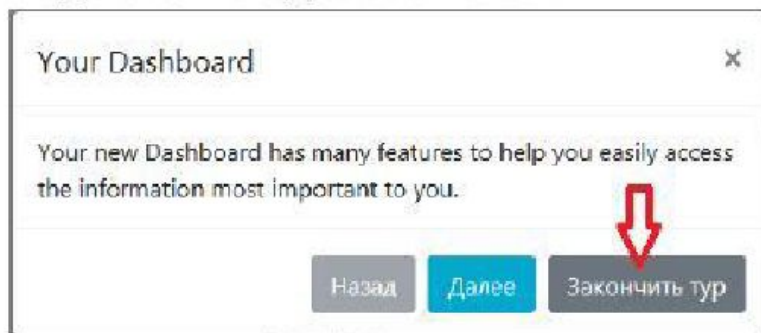 Your Dashboard ×
Your new Dashboard has many features to help you easily access
the information most important to you.
Назад Далее Закончить тур